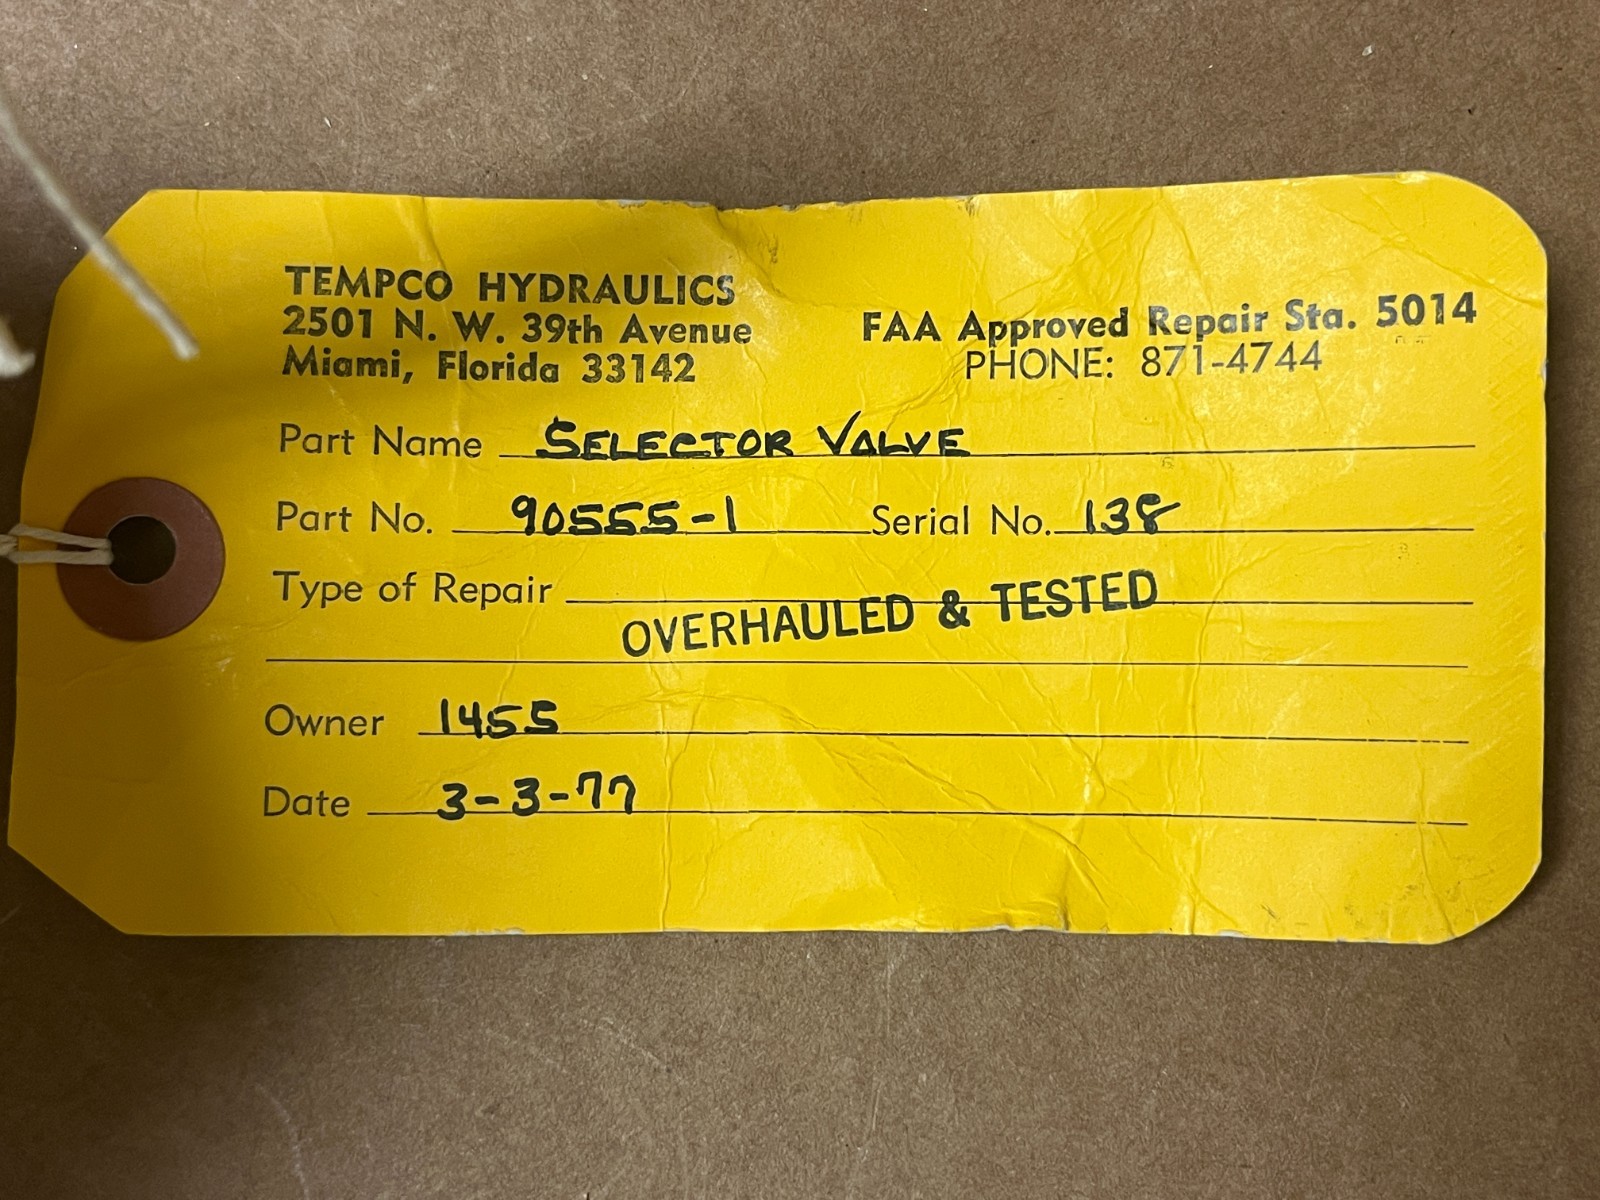 TEMPCO HYDRAULICS
2501 N. W. 39th Avenue
Miami, Florida 33142
FAA Approved Repair Sta. 5014
PHONE: 871-4744
Part Name SELECTOR VALVE
Part No. 90555-1 Serial No. 138
Type of Repair
OVERHAULED & TESTED
Owner 1455
Date 3-3-77